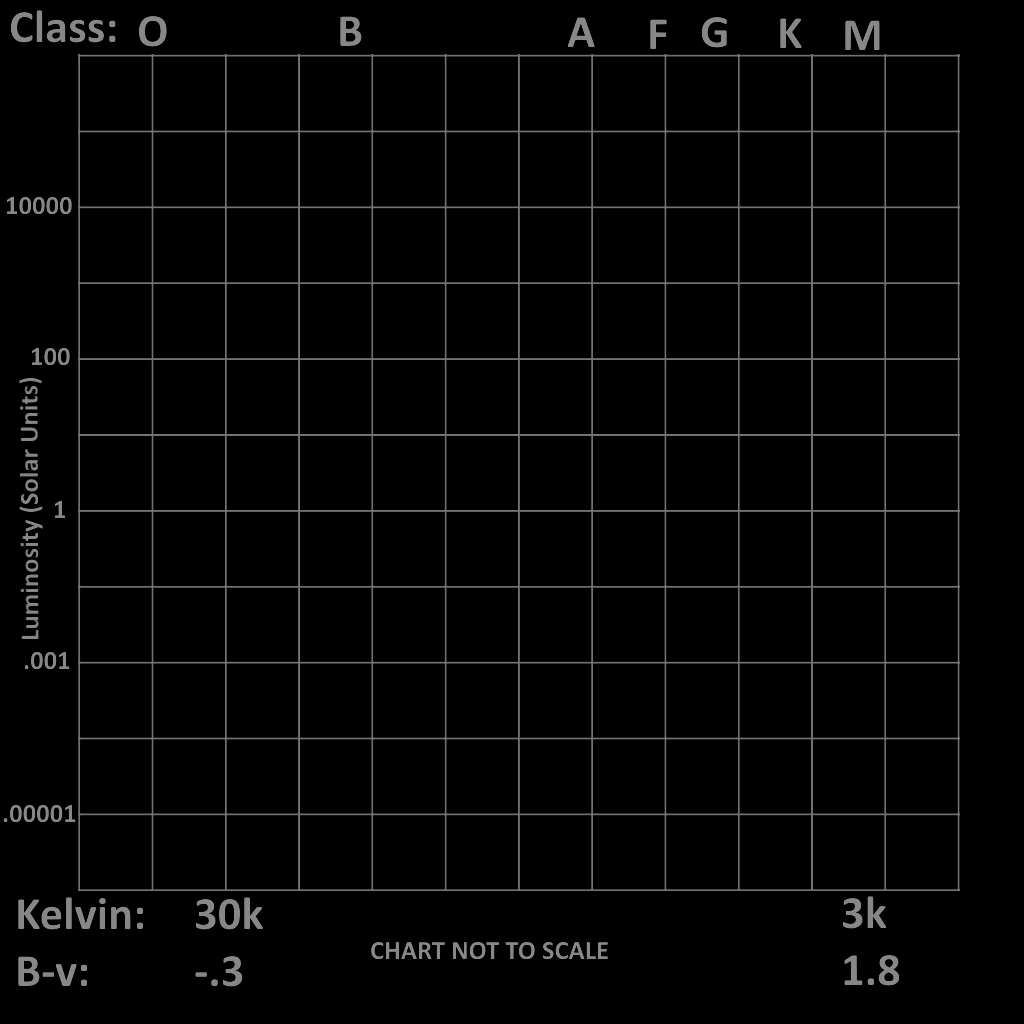 Class: O B A F G K M
10000
100
Luminosity (Solar Units)
1
.001
.00001
Kelvin: 30k 3k
CHART NOT TO SCALE
B-v: -.3 1.8